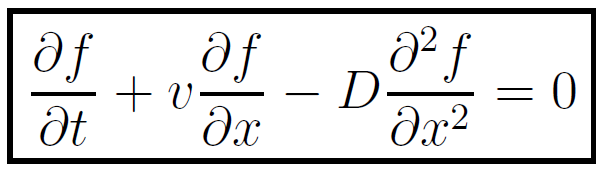 ∂f/∂t + v ∂f/∂x − D ∂²f/∂x² = 0